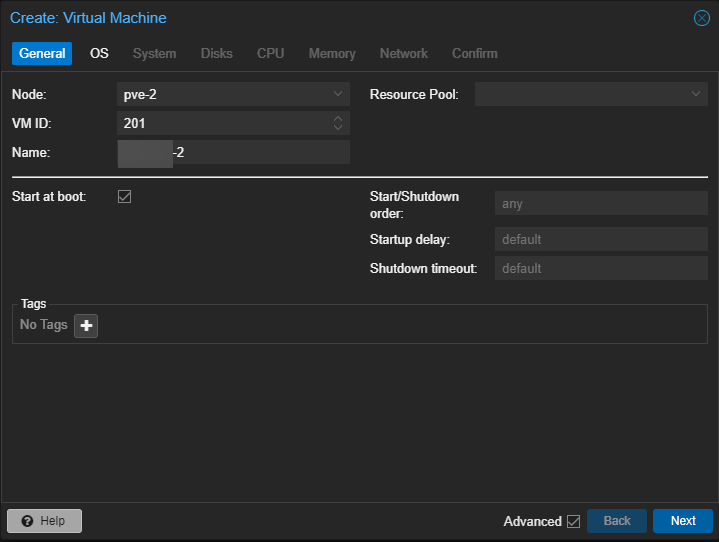 Create: Virtual Machine
General OS System Disks CPU Memory Network Confirm
Node: pve-2 Resource Pool:
VM ID: 201
Name: -2
Start at boot: Start/Shutdown order: any
Startup delay: default
Shutdown timeout: default
Tags
No Tags
Help Advanced Back Next